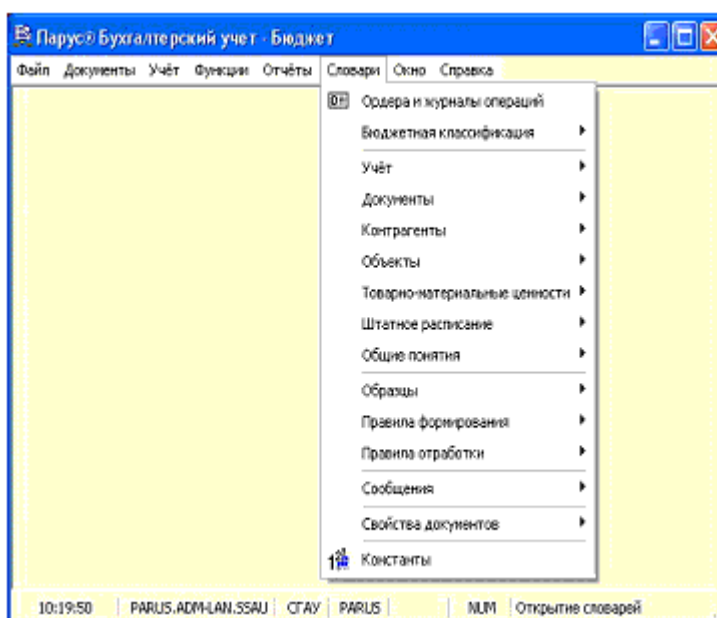 Парус® Бухгалтерский учет - Бюджет
Файл Документы Учёт Функции Отчёты Словари Окно Справка
Ордера и журналы операций
Бюджетная классификация
Учёт
Документы
Контрагенты
Объекты
Товарно-материальные ценности
Штатное расписание
Общие понятия
Образцы
Правила формирования
Правила отработки
Сообщения
Свойства документов
Константы
10:19:50 PARUS.ADM-LAN.SSAU СГАУ PARUS NUM Открытие словарей